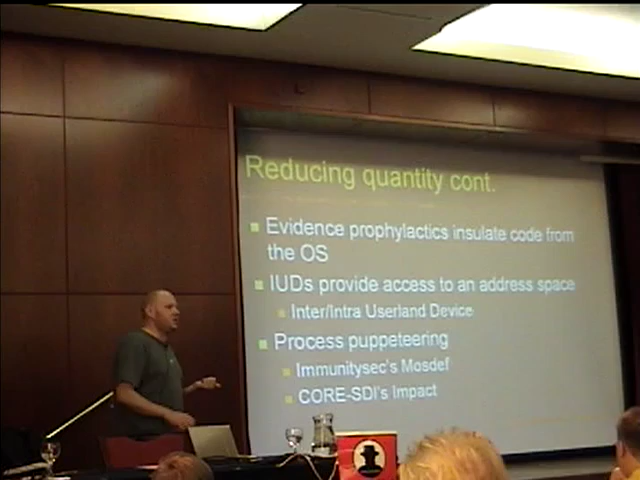 Reducing quantity cont.
Evidence prophylactics insulate code from
the OS
IUDs provide access to an address space
Inter/Intra Userland Device
Process puppeteering
Immunitysec's Mosdef
CORE-SDI's Impact